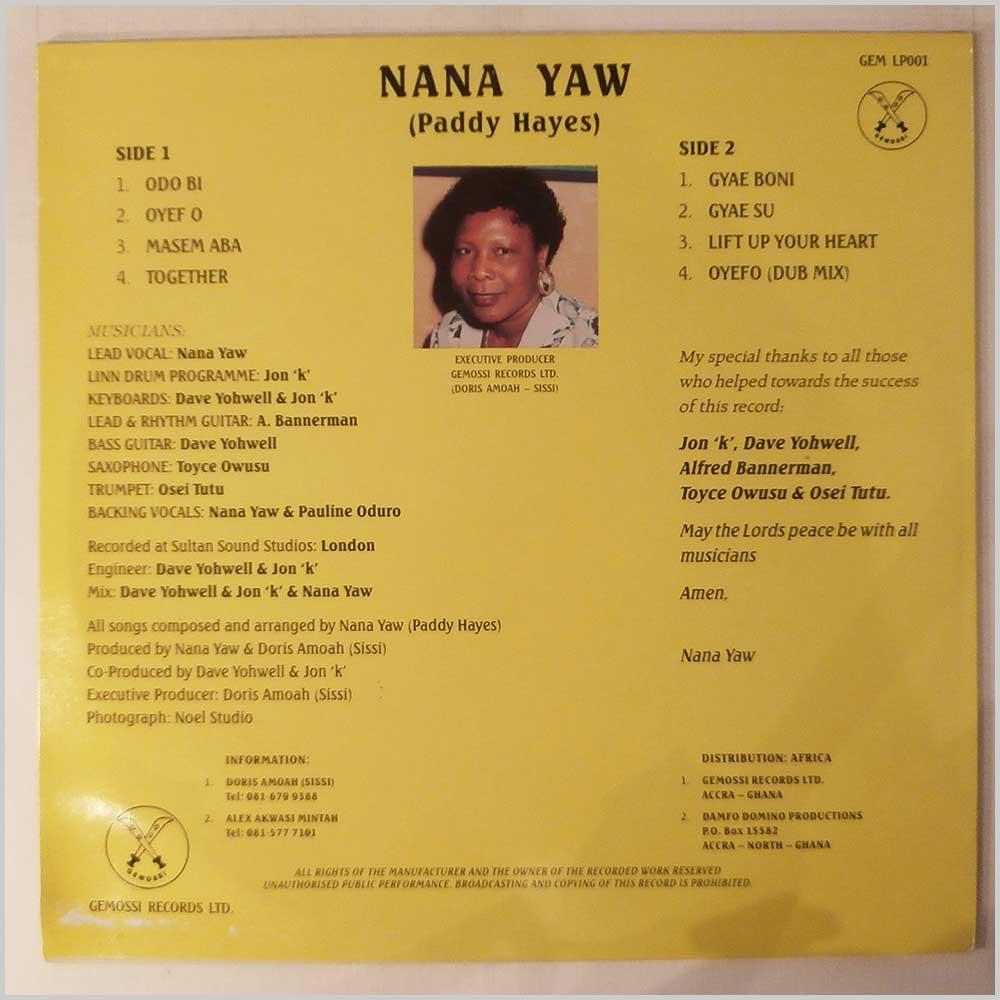 GEM LP001
NANA YAW
(Paddy Hayes)
GEMOSSI
SIDE 1
1. ODO BI
2. OYEF O
3. MASEM ABA
4. TOGETHER
SIDE 2
1. GYAE BONI
2. GYAE SU
3. LIFT UP YOUR HEART
4. OYEFO (DUB MIX)
EXECUTIVE PRODUCER
GEMOSSI RECORDS LTD.
(DORIS AMOAH – SISSI)
MUSICIANS:
LEAD VOCAL: Nana Yaw
LINN DRUM PROGRAMME: Jon ‘k’
KEYBOARDS: Dave Yohwell & Jon ‘k’
LEAD & RHYTHM GUITAR: A. Bannerman
BASS GUITAR: Dave Yohwell
SAXOPHONE: Toyce Owusu
TRUMPET: Osei Tutu
BACKING VOCALS: Nana Yaw & Pauline Oduro
Recorded at Sultan Sound Studios: London
Engineer: Dave Yohwell & Jon ‘k’
Mix: Dave Yohwell & Jon ‘k’ & Nana Yaw
All songs composed and arranged by Nana Yaw (Paddy Hayes)
Produced by Nana Yaw & Doris Amoah (Sissi)
Co-Produced by Dave Yohwell & Jon ‘k’
Executive Producer: Doris Amoah (Sissi)
Photograph: Noel Studio
My special thanks to all those
who helped towards the success
of this record:
Jon ‘k’, Dave Yohwell,
Alfred Bannerman,
Toyce Owusu & Osei Tutu.
May the Lords peace be with all
musicians
Amen,
Nana Yaw
INFORMATION:
1. DORIS AMOAH (SISSI)
Tel: 081-679 9388
2. ALEX AKWASI MINTAH
Tel: 081-577 7101
DISTRIBUTION: AFRICA
1. GEMOSSI RECORDS LTD.
ACCRA – GHANA
2. DAMFO DOMINO PRODUCTIONS
P.O. Box 15582
ACCRA – NORTH – GHANA
GEMOSSI
GEMOSSI RECORDS LTD.
ALL RIGHTS OF THE MANUFACTURER AND THE OWNER OF THE RECORDED WORK RESERVED
UNAUTHORISED PUBLIC PERFORMANCE. BROADCASTING AND COPYING OF THIS RECORD IS PROHIBITED.